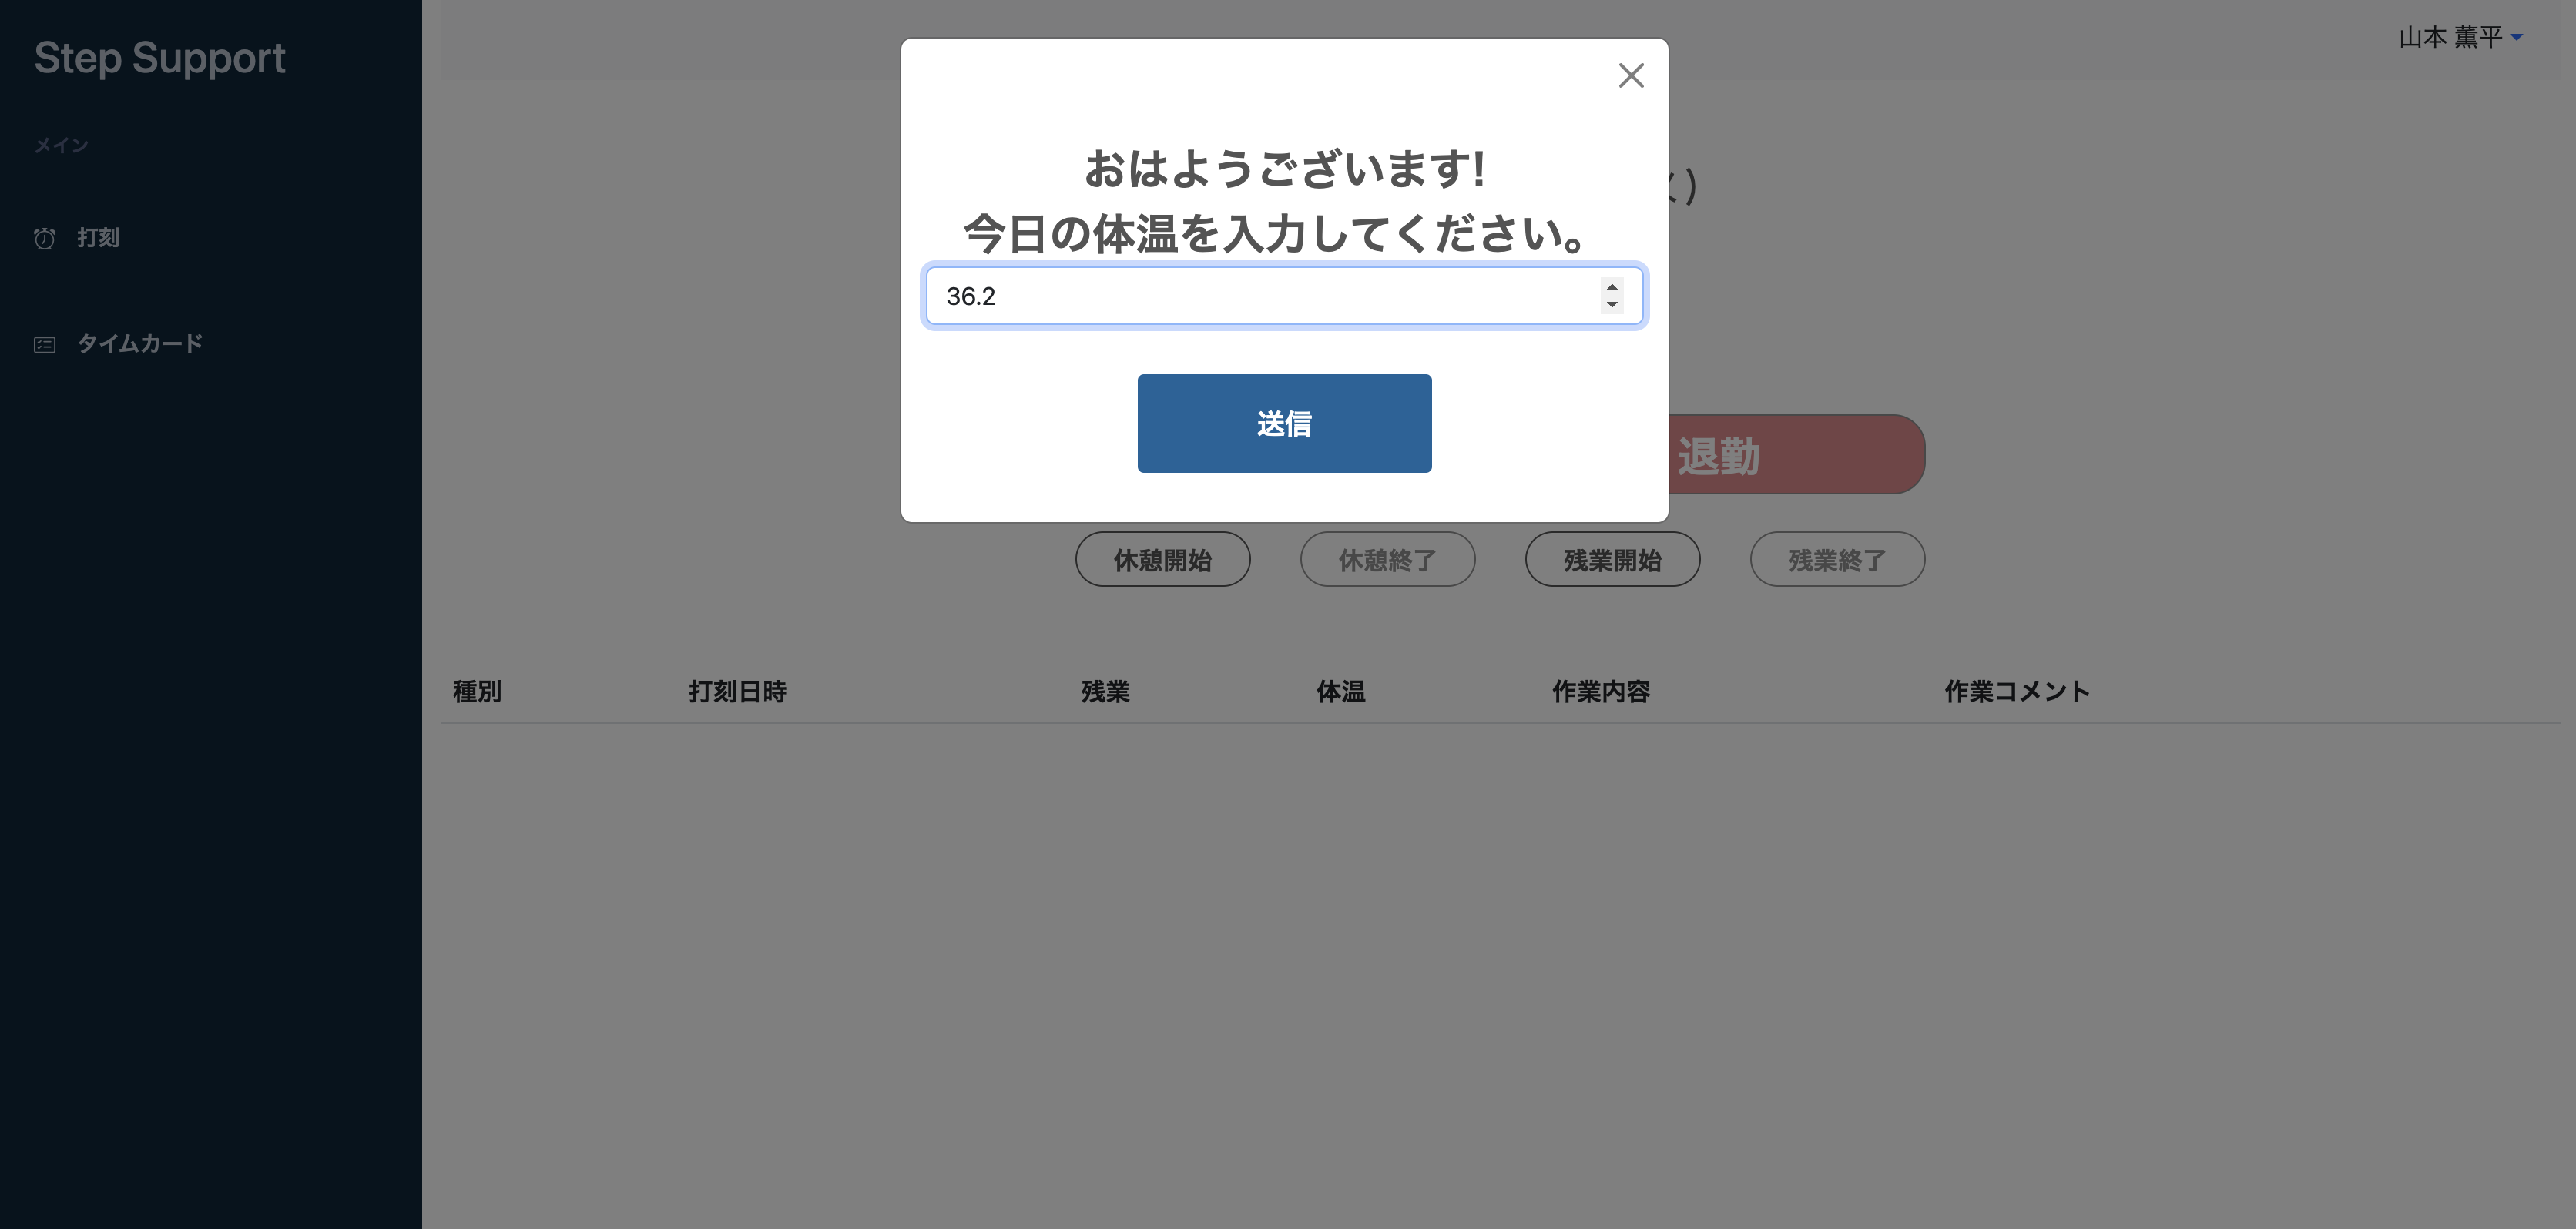 Step Support
メイン
打刻
タイムカード
山本 薫平
おはようございます!
今日の体温を入力してください。
36.2
送信
)
退勤
休憩開始 休憩終了 残業開始 残業終了
種別 打刻日時 残業 体温 作業内容 作業コメント